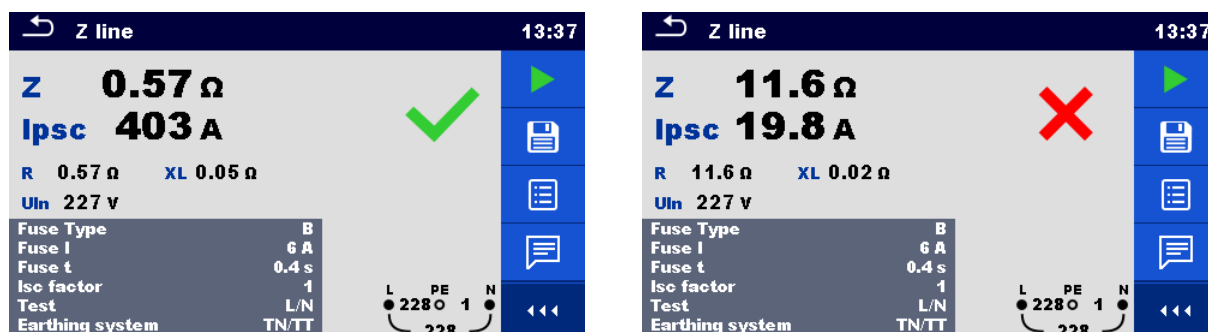 Z line 13:37
Z 0.57 Ω
Ipsc 403 A
R 0.57 Ω XL 0.05 Ω
Uln 227 V
Fuse Type B
Fuse I 6 A
Fuse t 0.4 s
Isc factor 1
Test L/N
Earthing system TN/TT
L PE N
228 1
228
Z line 13:37
Z 11.6 Ω
Ipsc 19.8 A
R 11.6 Ω XL 0.02 Ω
Uln 227 V
Fuse Type B
Fuse I 6 A
Fuse t 0.4 s
Isc factor 1
Test L/N
Earthing system TN/TT
L PE N
228 1
228